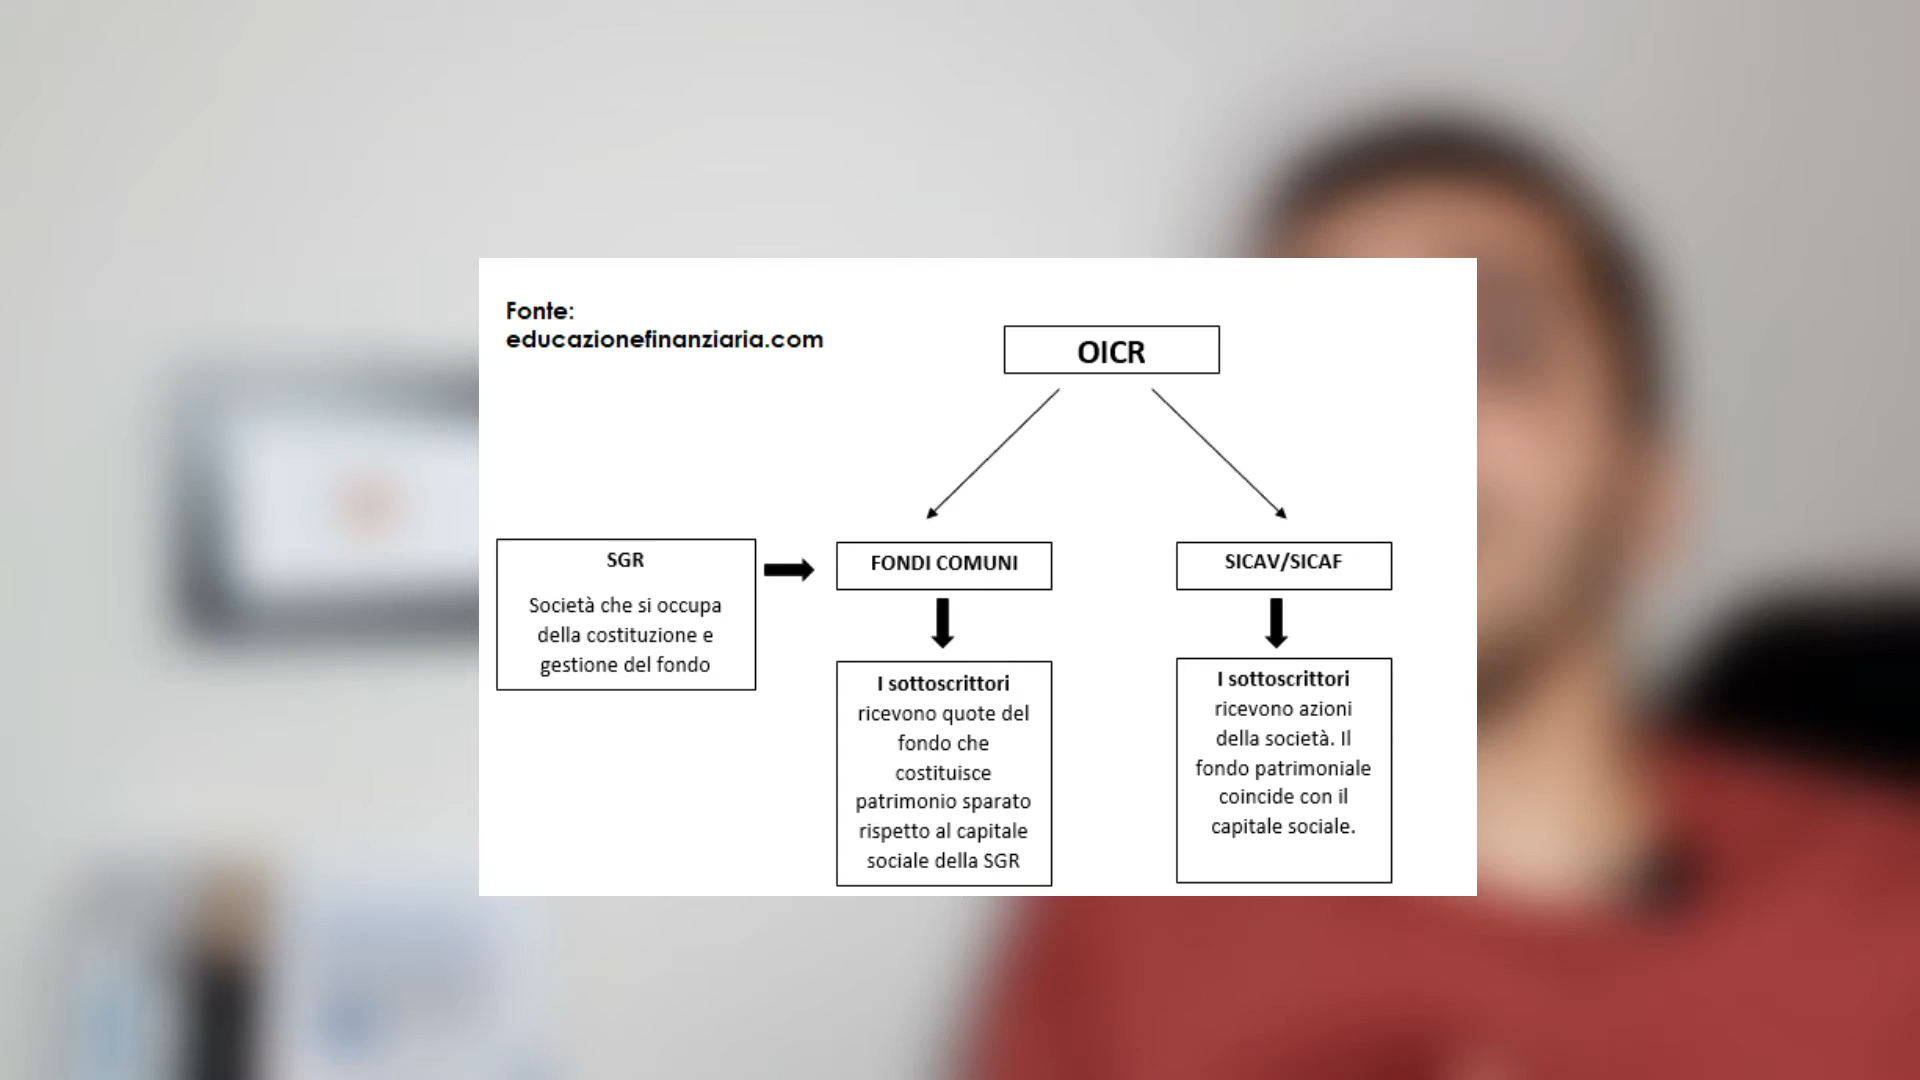 Fonte:
educazionefinanziaria.com
OICR
SGR
Società che si occupa
della costituzione e
gestione del fondo
FONDI COMUNI
I sottoscrittori
ricevono quote del
fondo che
costituisce
patrimonio sparato
rispetto al capitale
sociale della SGR
SICAV/SICAF
I sottoscrittori
ricevono azioni
della società. Il
fondo patrimoniale
coincide con il
capitale sociale.